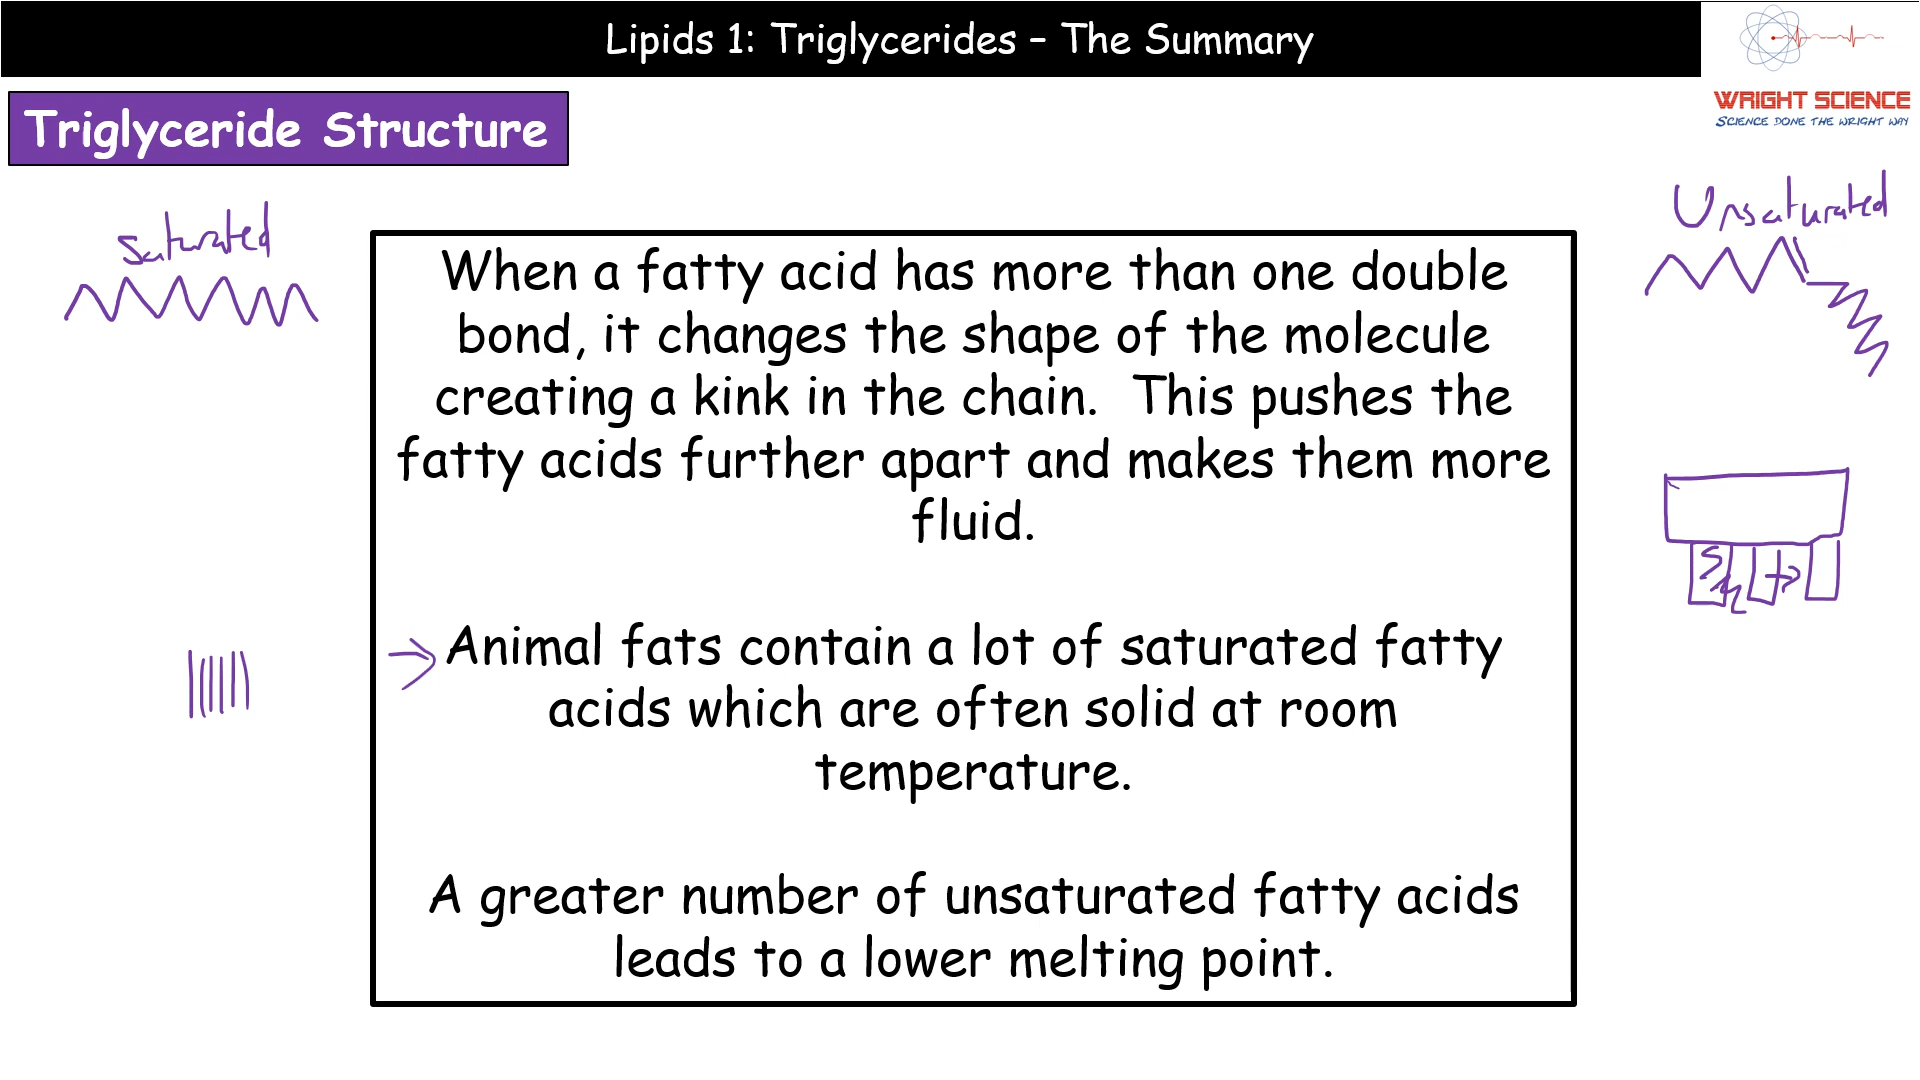 Lipids 1: Triglycerides – The Summary
WRIGHT SCIENCE
SCIENCE DONE THE WRIGHT WAY
Triglyceride Structure
saturated
Unsaturated
When a fatty acid has more than one double
bond, it changes the shape of the molecule
creating a kink in the chain. This pushes the
fatty acids further apart and makes them more
fluid.
Animal fats contain a lot of saturated fatty
acids which are often solid at room
temperature.
A greater number of unsaturated fatty acids
leads to a lower melting point.